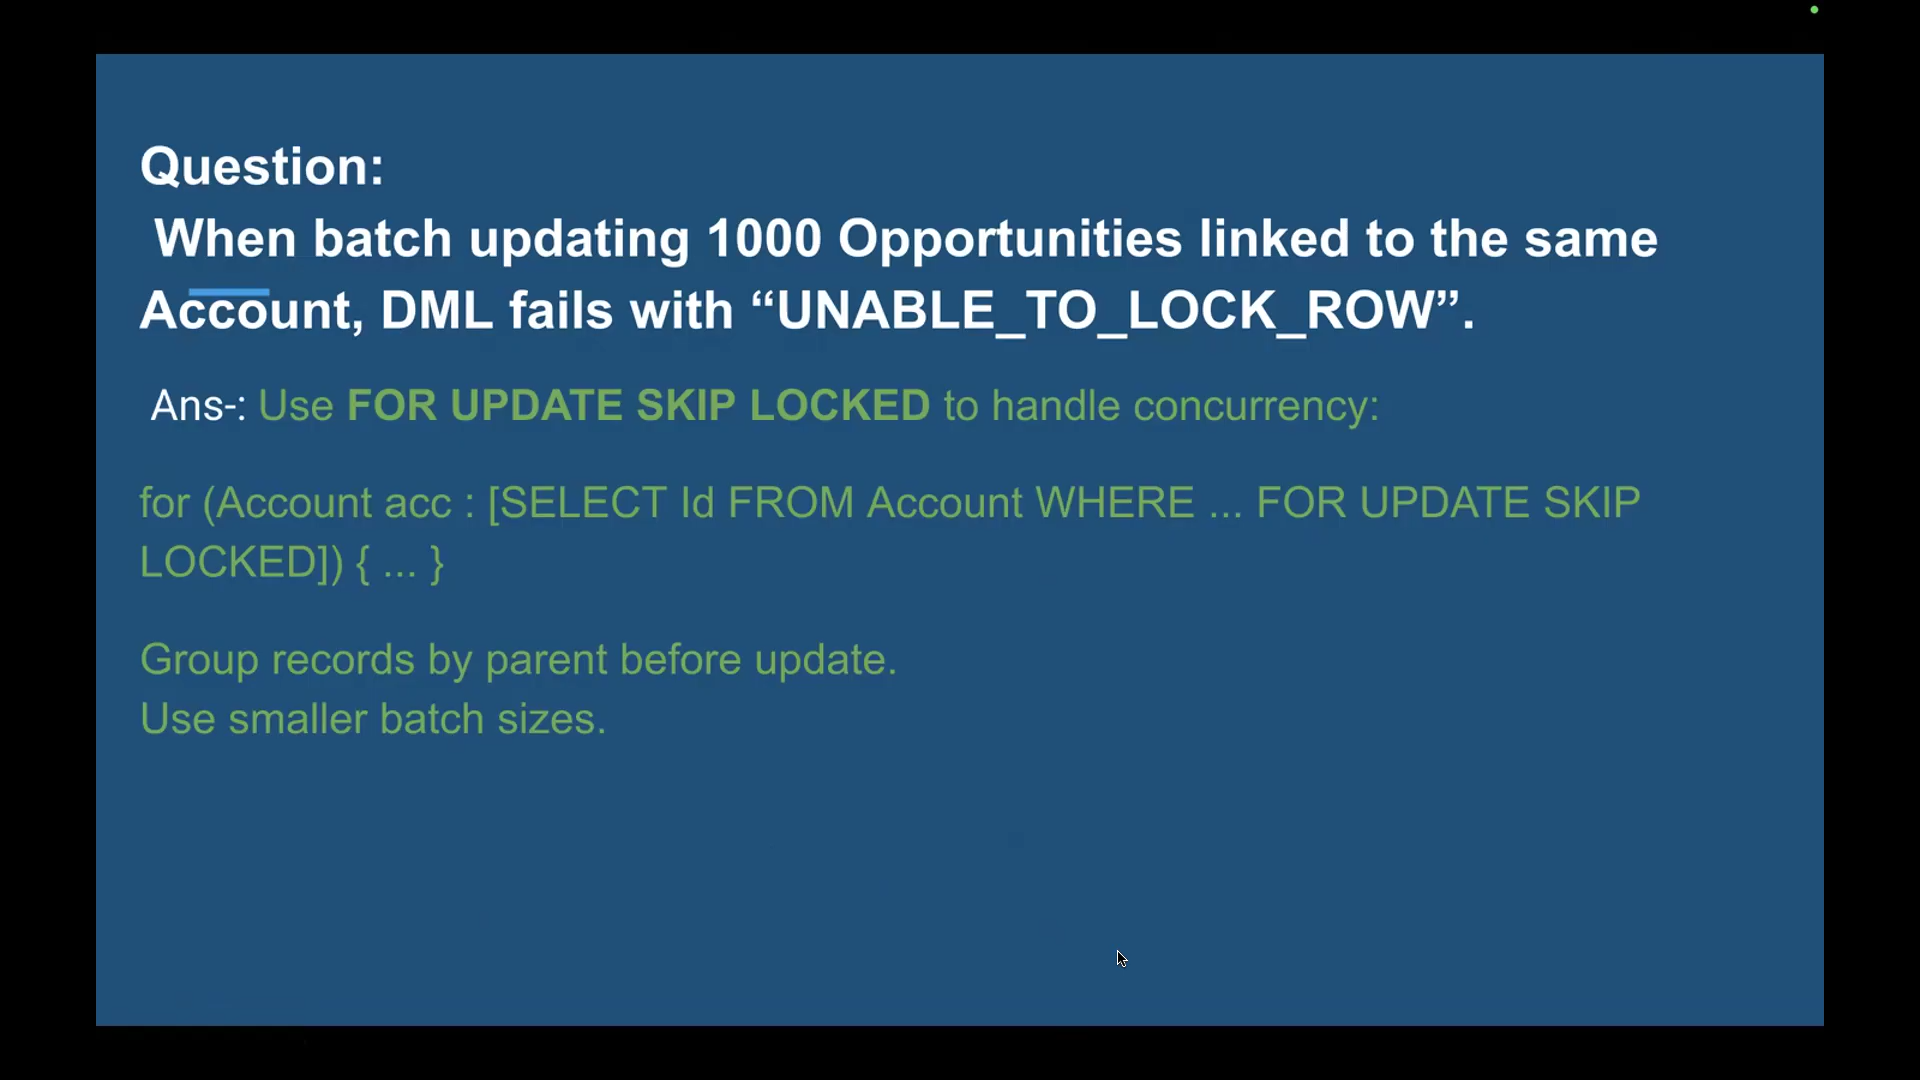 Question:
When batch updating 1000 Opportunities linked to the same
Account, DML fails with “UNABLE_TO_LOCK_ROW”.
Ans-: Use FOR UPDATE SKIP LOCKED to handle concurrency:
for (Account acc : [SELECT Id FROM Account WHERE ... FOR UPDATE SKIP
LOCKED]) { ... }
Group records by parent before update.
Use smaller batch sizes.